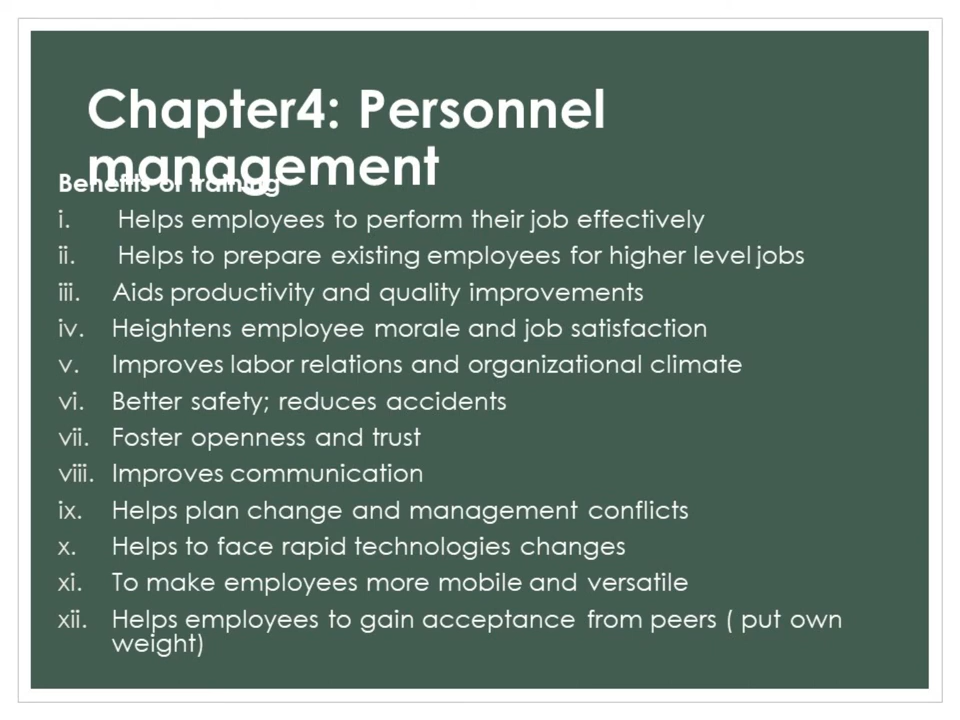 Chapter4: Personnel
management
Benefits of training
i. Helps employees to perform their job effectively
ii. Helps to prepare existing employees for higher level jobs
iii. Aids productivity and quality improvements
iv. Heightens employee morale and job satisfaction
v. Improves labor relations and organizational climate
vi. Better safety; reduces accidents
vii. Foster openness and trust
viii. Improves communication
ix. Helps plan change and management conflicts
x. Helps to face rapid technologies changes
xi. To make employees more mobile and versatile
xii. Helps employees to gain acceptance from peers ( put own
weight)